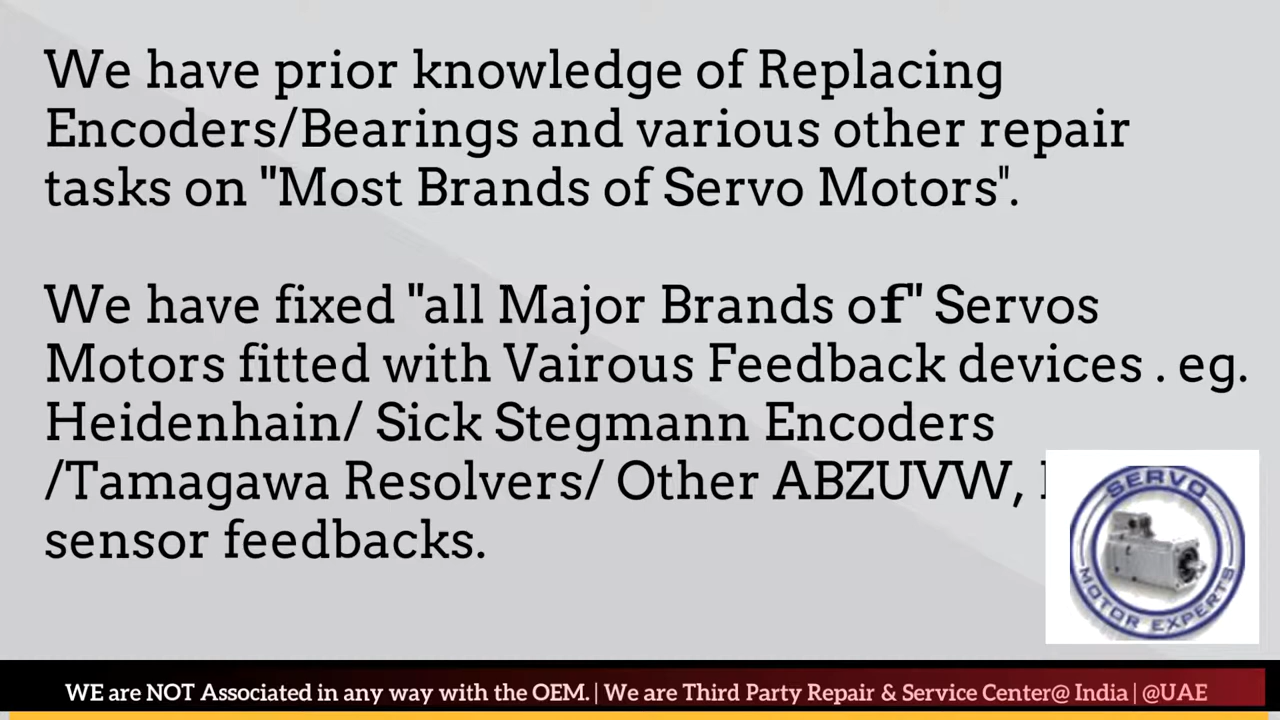 We have prior knowledge of Replacing
Encoders/Bearings and various other repair
tasks on "Most Brands of Servo Motors".
We have fixed "all Major Brands of" Servos
Motors fitted with Vairous Feedback devices . eg.
Heidenhain/ Sick Stegmann Encoders
/Tamagawa Resolvers/ Other ABZUVW,
sensor feedbacks.
SERVO
MOTOR EXPERTS
WE are NOT Associated in any way with the OEM. | We are Third Party Repair & Service Center@ India | @UAE